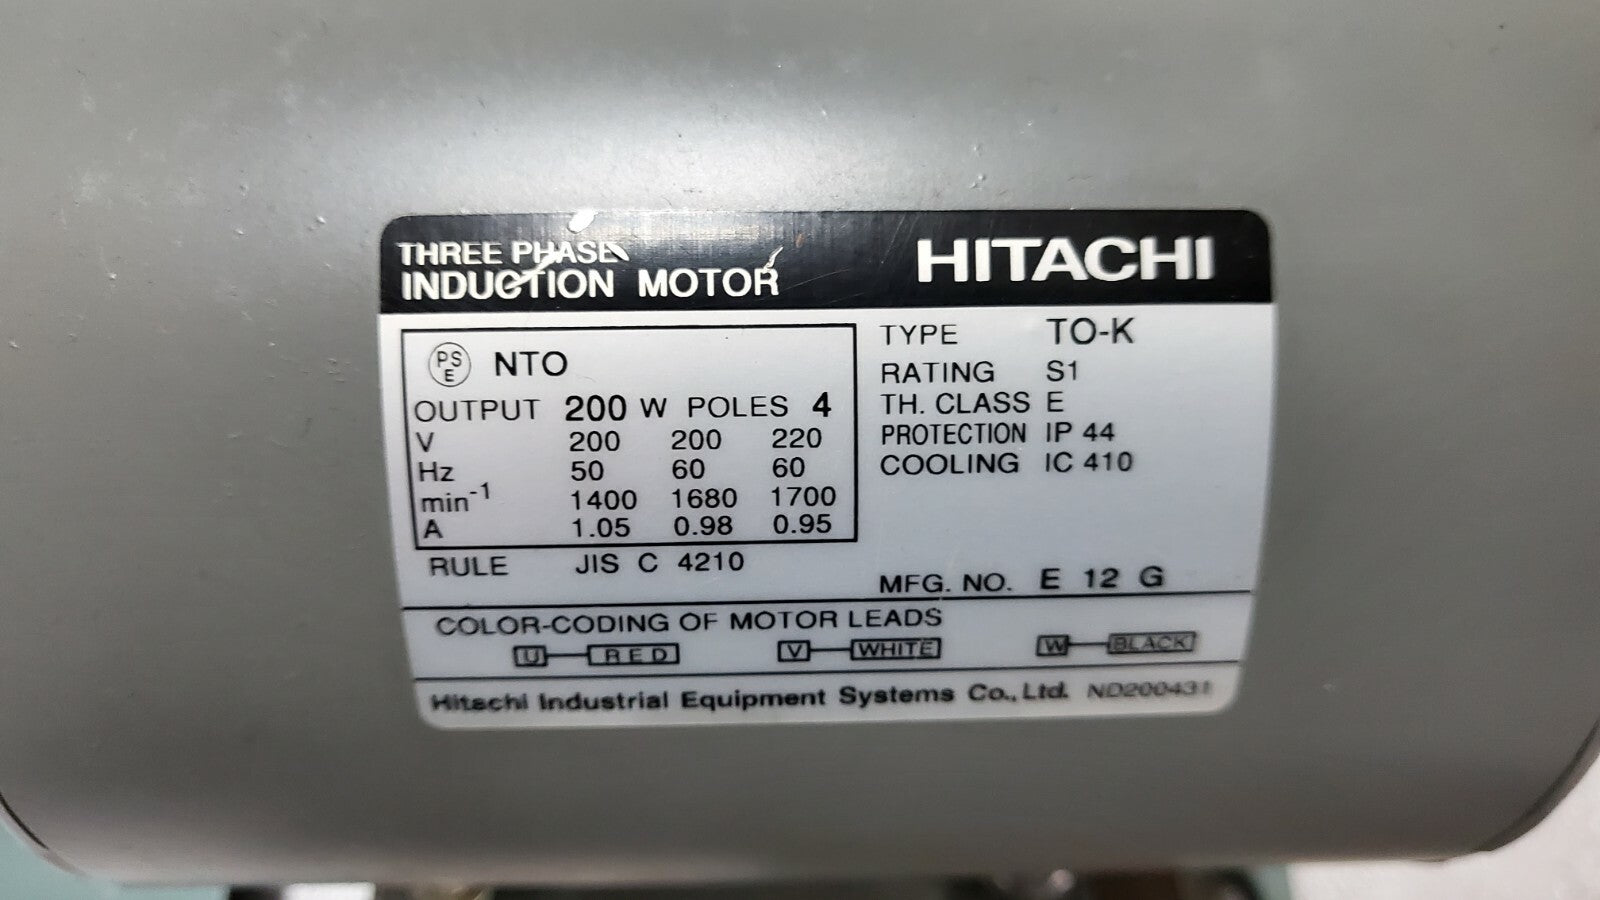 THREE PHASE
INDUCTION MOTOR
HITACHI
PS
E
NTO
OUTPUT 200 W POLES 4
V 200 200 220
Hz 50 60 60
min-1 1400 1680 1700
A 1.05 0.98 0.95
RULE JIS C 4210
TYPE TO-K
RATING S1
TH. CLASS E
PROTECTION IP 44
COOLING IC 410
MFG. NO. E 12 G
COLOR-CODING OF MOTOR LEADS
U RED V WHITE W BLACK
Hitachi Industrial Equipment Systems Co., Ltd. ND200431